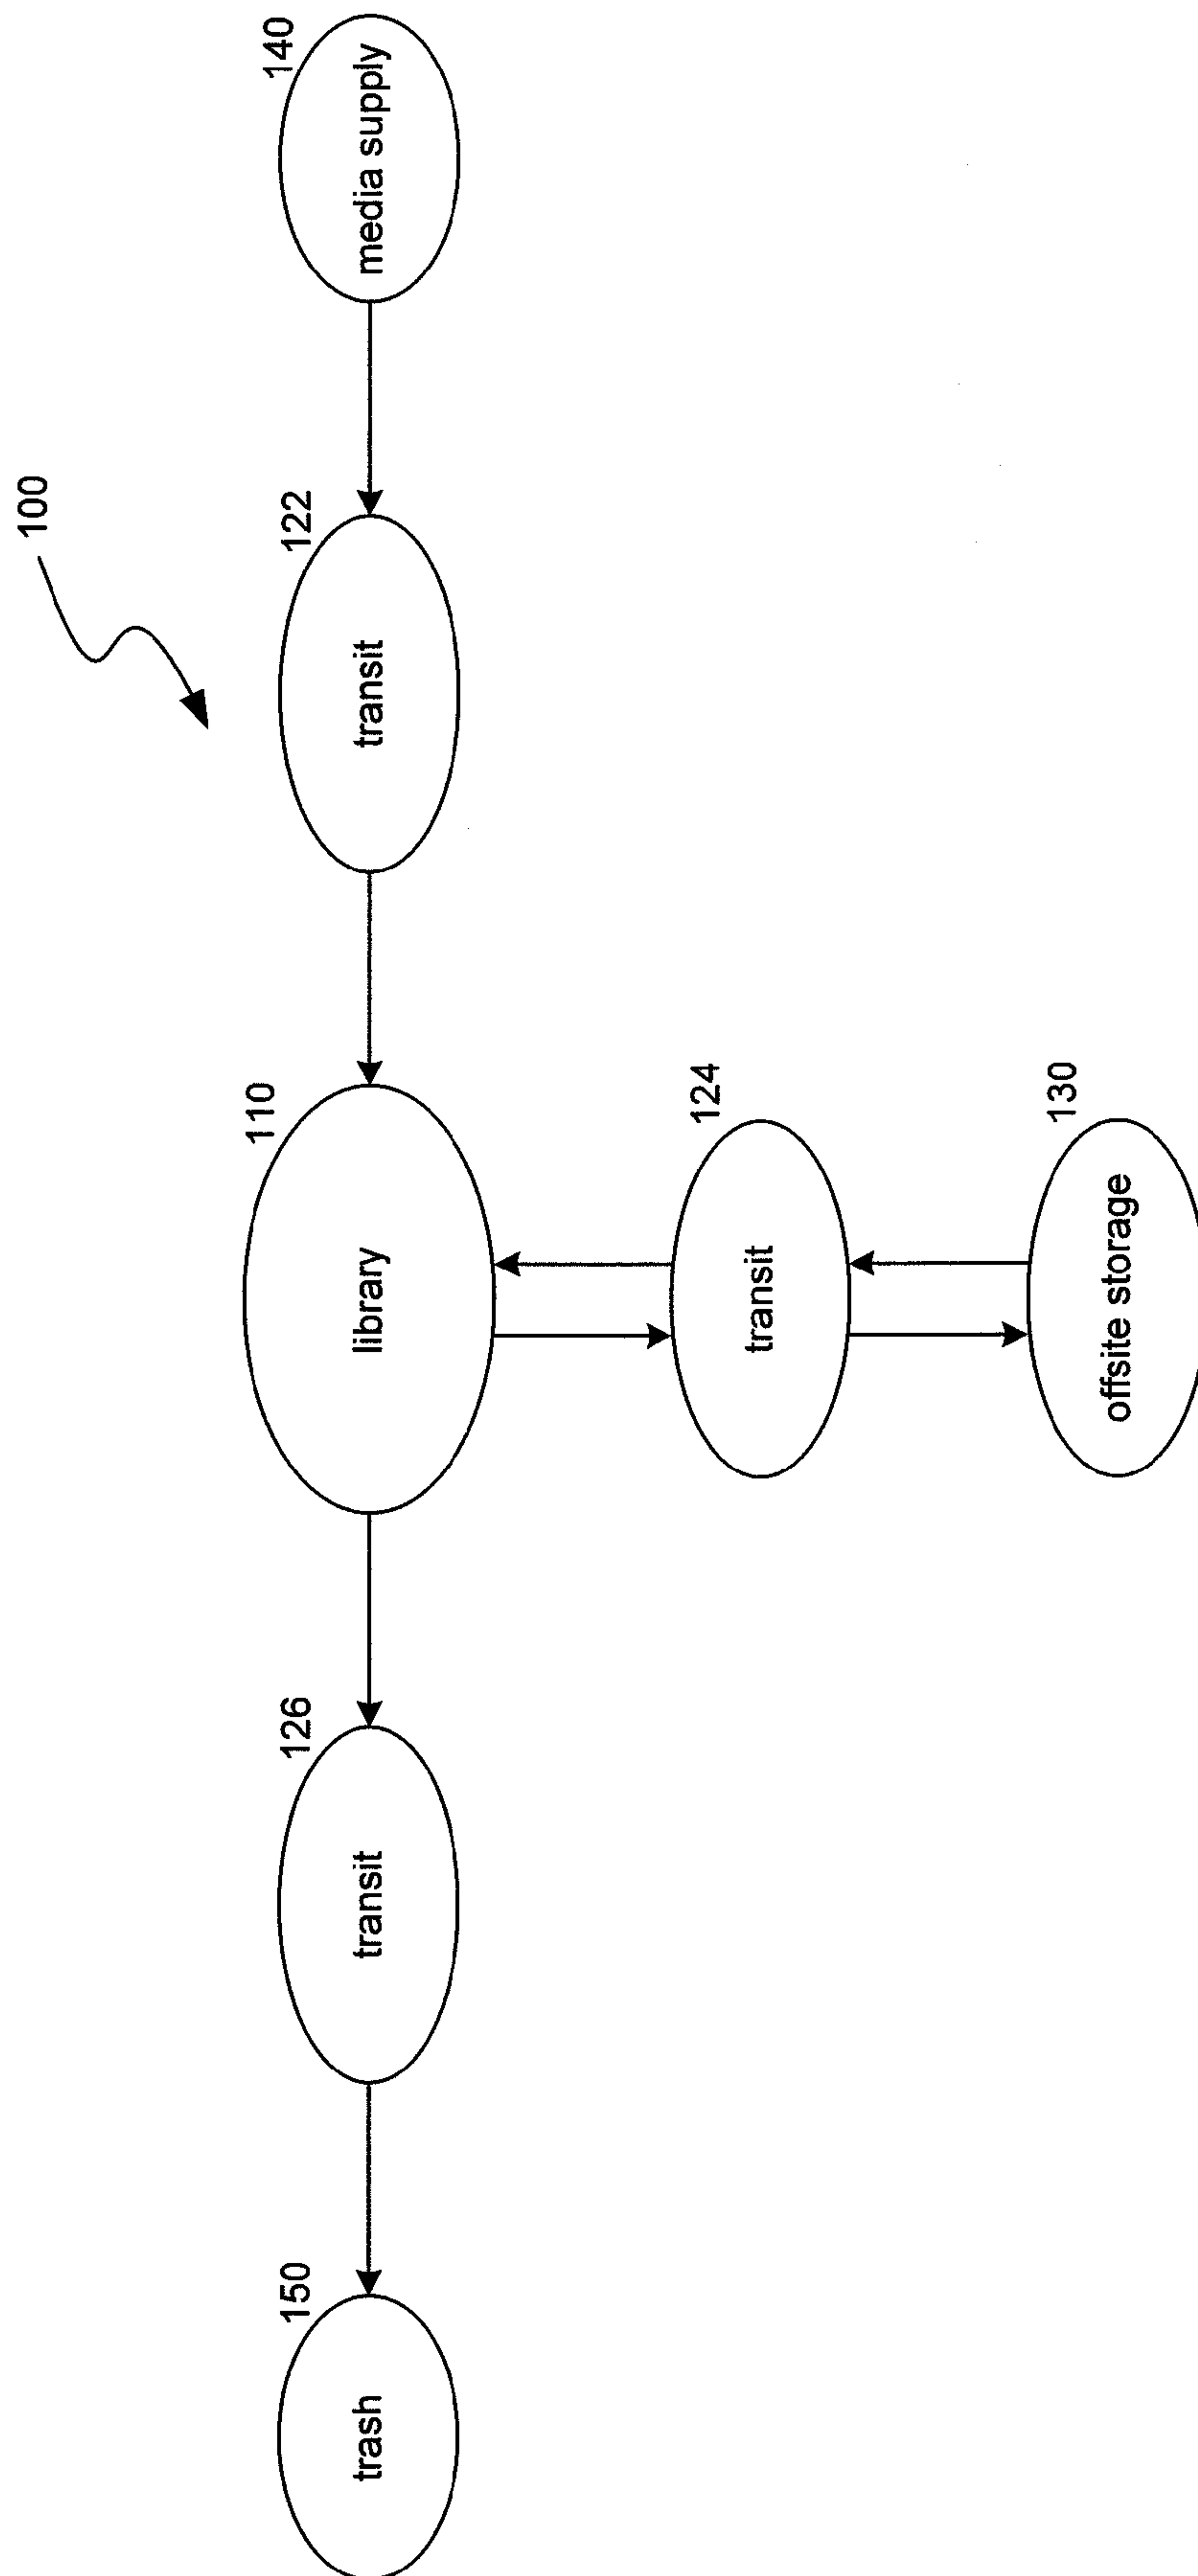 100
150
trash
126
transit
110
library
122
transit
140
media supply
124
transit
130
offsite storage